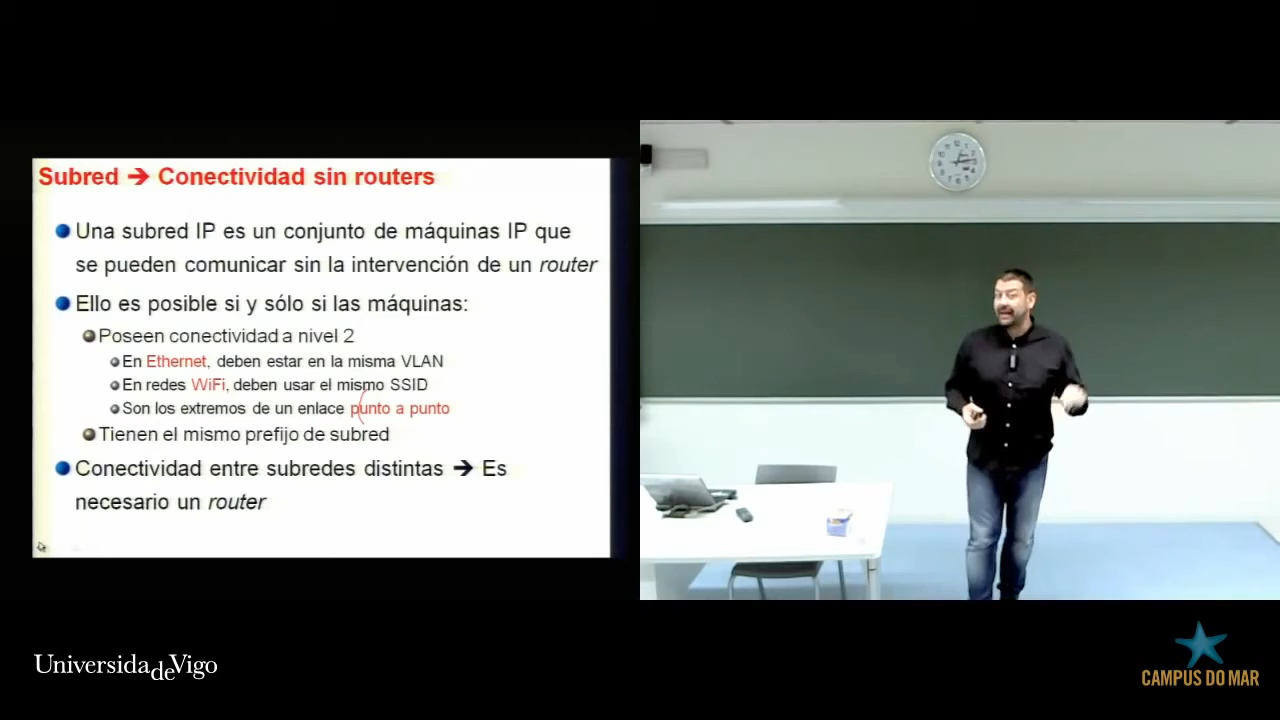 Subred ➔ Conectividad sin routers
Una subred IP es un conjunto de máquinas IP que
se pueden comunicar sin la intervención de un router
Ello es posible si y sólo si las máquinas:
Poseen conectividad a nivel 2
En Ethernet, deben estar en la misma VLAN
En redes WiFi, deben usar el mismo SSID
Son los extremos de un enlace punto a punto
Tienen el mismo prefijo de subred
Conectividad entre subredes distintas ➔ Es
necesario un router
Universidade Vigo
CAMPUS DO MAR